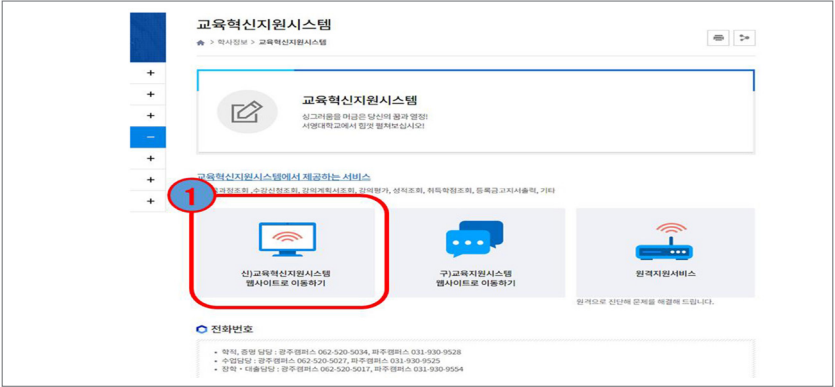 교육혁신지원시스템
> 학사정보 > 교육혁신지원시스템
교육혁신지원시스템
싱그러움을 머금은 당신의 꿈과 열정!
서영대학교에서 힘껏 펼쳐보십시오!
교육혁신지원시스템에서 제공하는 서비스
과정조회 ,수강신청조회, 강의계획서조회, 강의평가, 성적조회, 취득학점조회, 등록금고지서출력, 기타
1
신)교육혁신지원시스템
웹사이트로 이동하기
구)교육지원시스템
웹사이트로 이동하기
원격지원서비스
원격으로 진단해 문제를 해결해 드립니다.
전화번호
• 학적, 증명 담당 : 광주캠퍼스 062-520-5034, 파주캠퍼스 031-930-9528
• 수업담당 : 광주캠퍼스 062-520-5027, 파주캠퍼스 031-930-9525
• 장학・대출담당 : 광주캠퍼스 062-520-5017, 파주캠퍼스 031-930-9554